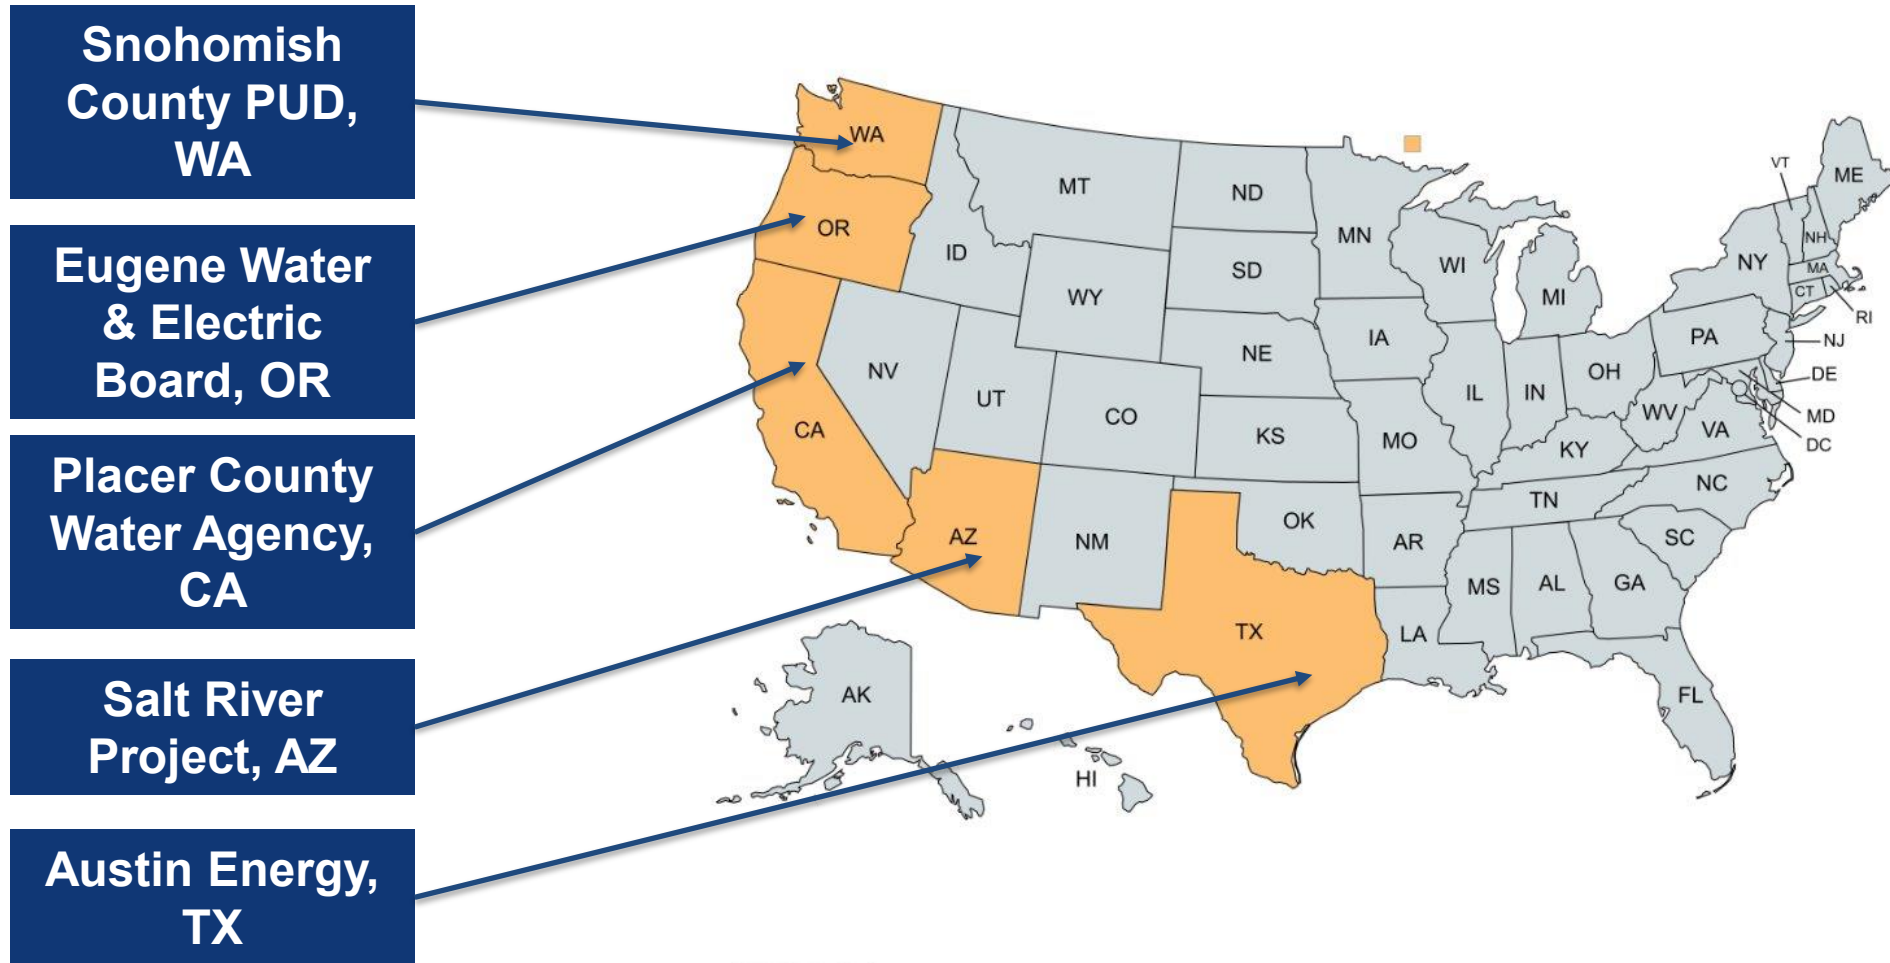 Snohomish
County PUD,
WA
Eugene Water
& Electric
Board, OR
Placer County
Water Agency,
CA
Salt River
Project, AZ
Austin Energy,
TX
WA
OR
CA
AZ
TX
ID
NV
MT
WY
UT
CO
NM
ND
SD
NE
KS
OK
MN
IA
MO
AR
LA
WI
IL
MI
IN
OH
KY
TN
MS
AL
GA
FL
SC
NC
VA
WV
PA
NY
VT
NH
ME
MA
CT
RI
NJ
DE
MD
DC
AK
HI